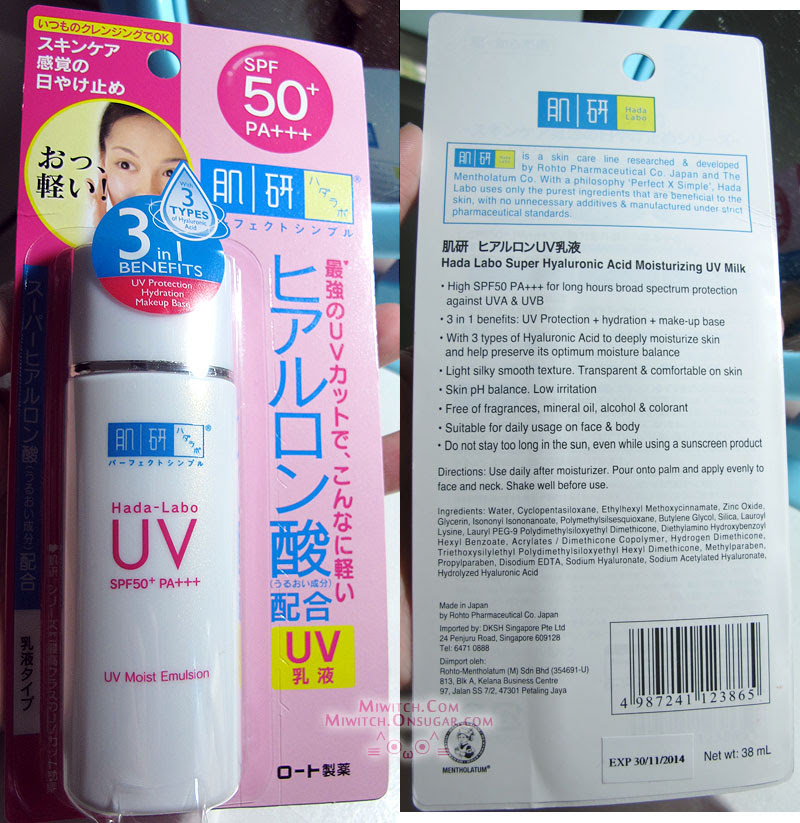 いつものクレンジングでOK
スキンケア
感覚の
日やけ止め
おっ、
軽い!
SPF
50+
PA+++
肌研
ハダラボ
®
パーフェクトシンプル
With
3
TYPES
of Hyaluronic
Acid
3
in 1
BENEFITS
UV Protection
Hydration
Makeup Base
最強のUVカットで、こんなに軽い
ヒアルロン酸
(うるおい成分)
配合
UV
乳液
スーパーヒアルロン酸(うるおい成分)配合
乳液タイプ
肌研
ハダラボ
®
パーフェクトシンプル
Hada-Labo
UV
SPF50+ PA+++
UV Moist Emulsion
ロート製薬
肌研
Hada
Labo
肌研
is a skin care line researched & developed
by Rohto Pharmaceutical Co. Japan and The
Mentholatum Co. With a philosophy 'Perfect X Simple', Hada
Labo uses only the purest ingredients that are beneficial to the
skin, with no unnecessary additives & manufactured under strict
pharmaceutical standards.
肌研 ヒアルロンUV乳液
Hada Labo Super Hyaluronic Acid Moisturizing UV Milk
• High SPF50 PA+++ for long hours broad spectrum protection
against UVA & UVB
• 3 in 1 benefits: UV Protection + hydration + make-up base
• With 3 types of Hyaluronic Acid to deeply moisturize skin
and help preserve its optimum moisture balance
• Light silky smooth texture. Transparent & comfortable on skin
• Skin pH balance. Low irritation
• Free of fragrances, mineral oil, alcohol & colorant
• Suitable for daily usage on face & body
• Do not stay too long in the sun, even while using a sunscreen product
Directions: Use daily after moisturizer. Pour onto palm and apply evenly to
face and neck. Shake well before use.
Ingredients: Water, Cyclopentasiloxane, Ethylhexyl Methoxycinnamate, Zinc Oxide,
Glycerin, Isononyl Isononanoate, Polymethylsilsesquioxane, Butylene Glycol, Silica, Lauroyl
Lysine, Lauryl PEG-9 Polydimethylsiloxyethyl Dimethicone, Diethylamino Hydroxybenzoyl
Hexyl Benzoate, Acrylates / Dimethicone Copolymer, Hydrogen Dimethicone,
Triethoxysilylethyl Polydimethylsiloxyethyl Hexyl Dimethicone, Methylparaben,
Propylparaben, Disodium EDTA, Sodium Hyaluronate, Sodium Acetylated Hyaluronate,
Hydrolyzed Hyaluronic Acid
Made in Japan
by Rohto Pharmaceutical Co. Japan
Imported by: DKSH Singapore Pte Ltd
24 Penjuru Road, Singapore 609128
Tel: 6471 0888
Diimport oleh:
Rohto-Mentholatum (M) Sdn Bhd (354691-U)
813, Blk A, Kelana Business Centre
97, Jalan SS 7/2, 47301 Petaling Jaya
4 987241 123865
MENTHOLATUM®
EXP 30/11/2014
Net wt: 38 mL
Miwitch.Com
Miwitch.Onsugar.com